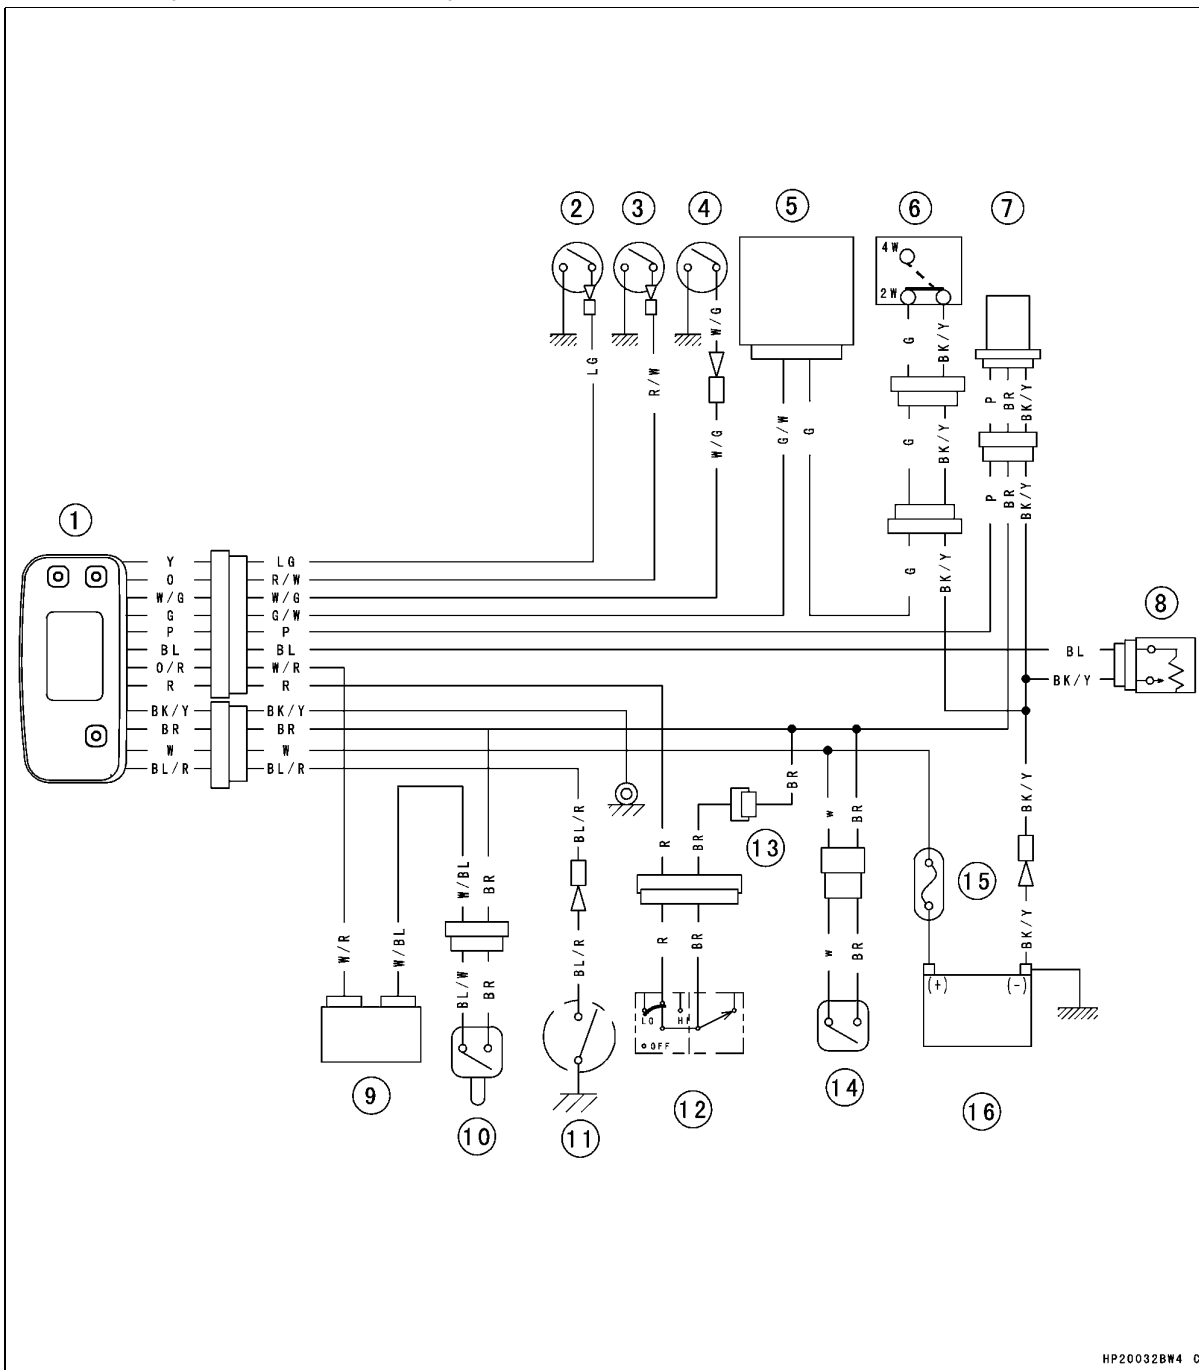 2 3 4 5 6 7
4W
2W
W/G
G
BK/Y
LG
R/W
P
BR
BK/Y
G/W
G
G
BK/Y
W/G
P
BR
BK/Y
1
Y LG
O R/W
W/G W/G
G G/W
P P
BL BL
O/R W/R
R R
BK/Y BK/Y
BR BR
W W
BL/R BL/R
G
BK/Y
8
BL
BK/Y
BR
BL/R
W/BL
BR
R
BR
13
W
BR
15
BK/Y
W/R
W/BL
BL/W
BR
BL/R
R
BR
W
BR
BK/Y
(+) (-)
LO HI
OFF
9 10 11 12 14 16
HP20032BW4 C